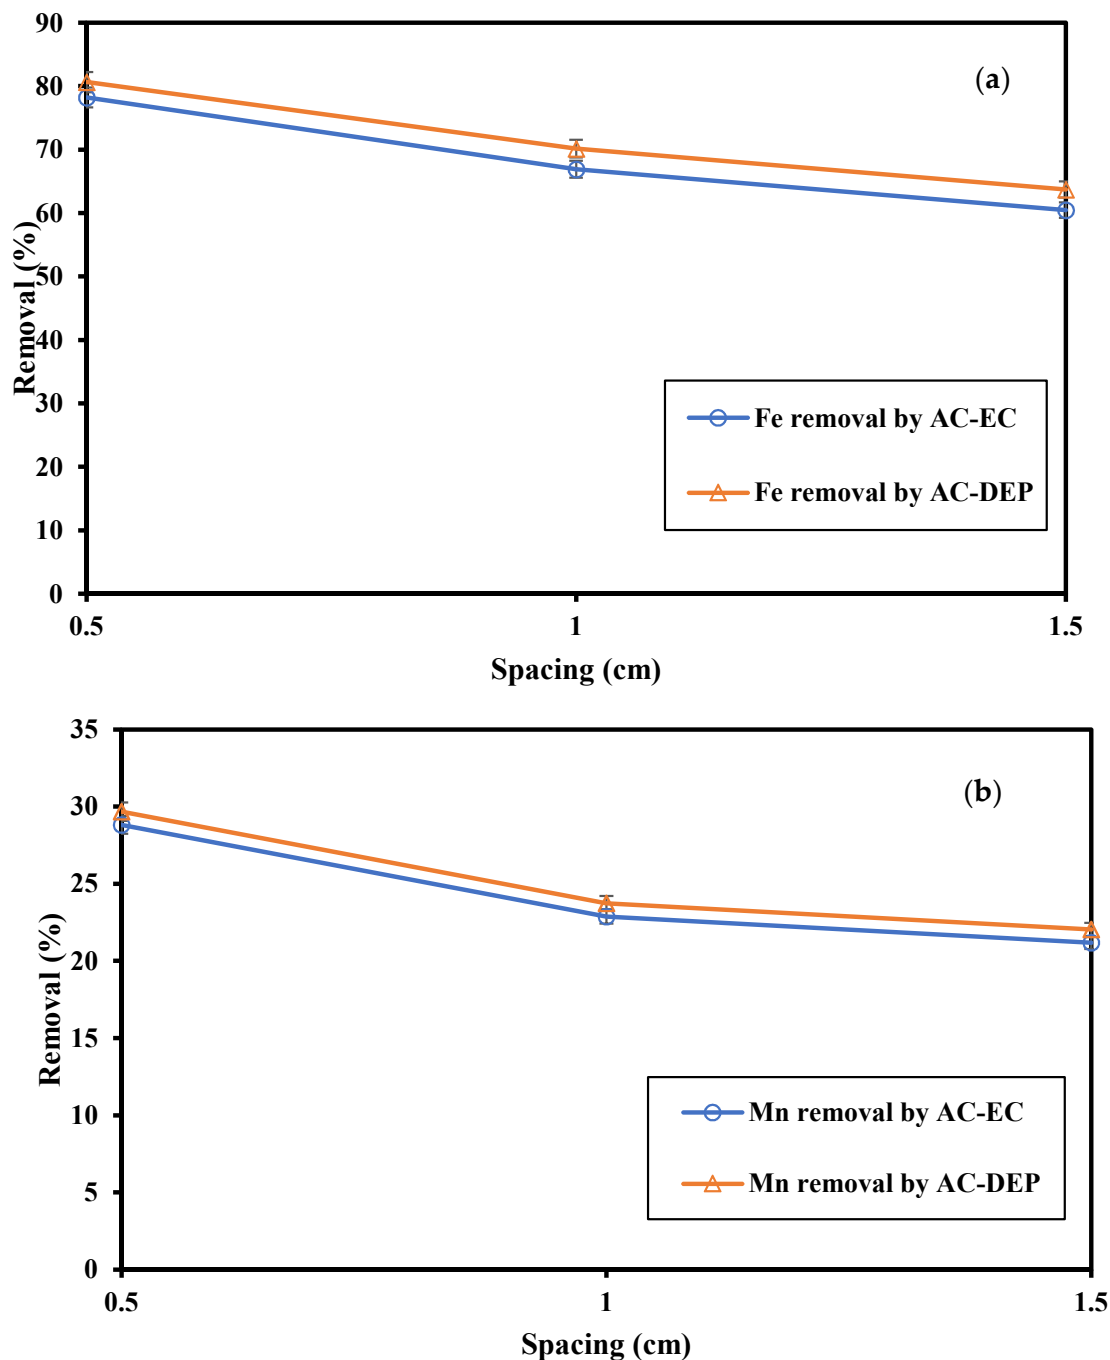 90
80
70
60
50
40
30
20
10
0
Removal (%)
(a)
Fe removal by AC-EC
Fe removal by AC-DEP
0.5 1 1.5
Spacing (cm)
35
30
25
20
15
10
5
0
Removal (%)
(b)
Mn removal by AC-EC
Mn removal by AC-DEP
0.5 1 1.5
Spacing (cm)